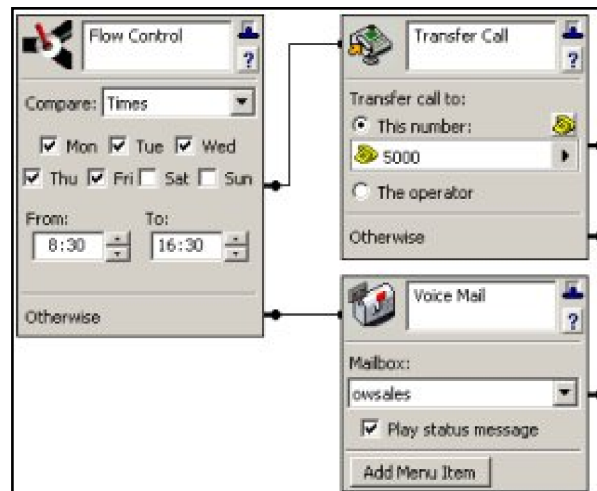 Flow Control
?
Compare: Times
Mon Tue Wed
Thu Fri Sat Sun
From: To:
8:30 16:30
Otherwise
Transfer Call
?
Transfer call to:
This number:
5000
The operator
Otherwise
Voice Mail
?
Mailbox:
owsales
Play status message
Add Menu Item